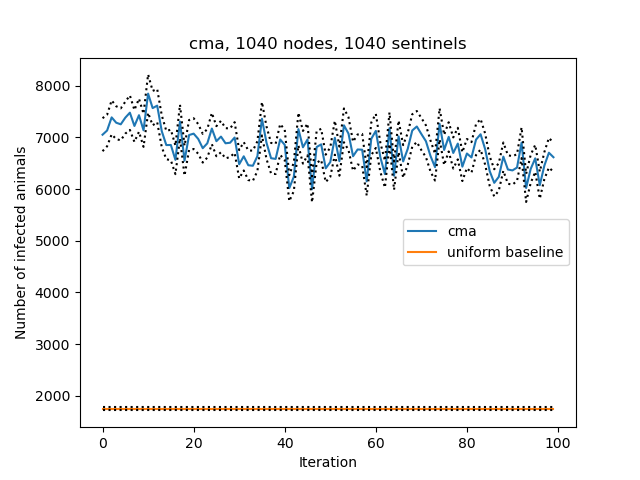 cma, 1040 nodes, 1040 sentinels
Number of infected animals
8000
7000
6000
5000
4000
3000
2000
cma
uniform baseline
0
20
40
60
80
100
Iteration